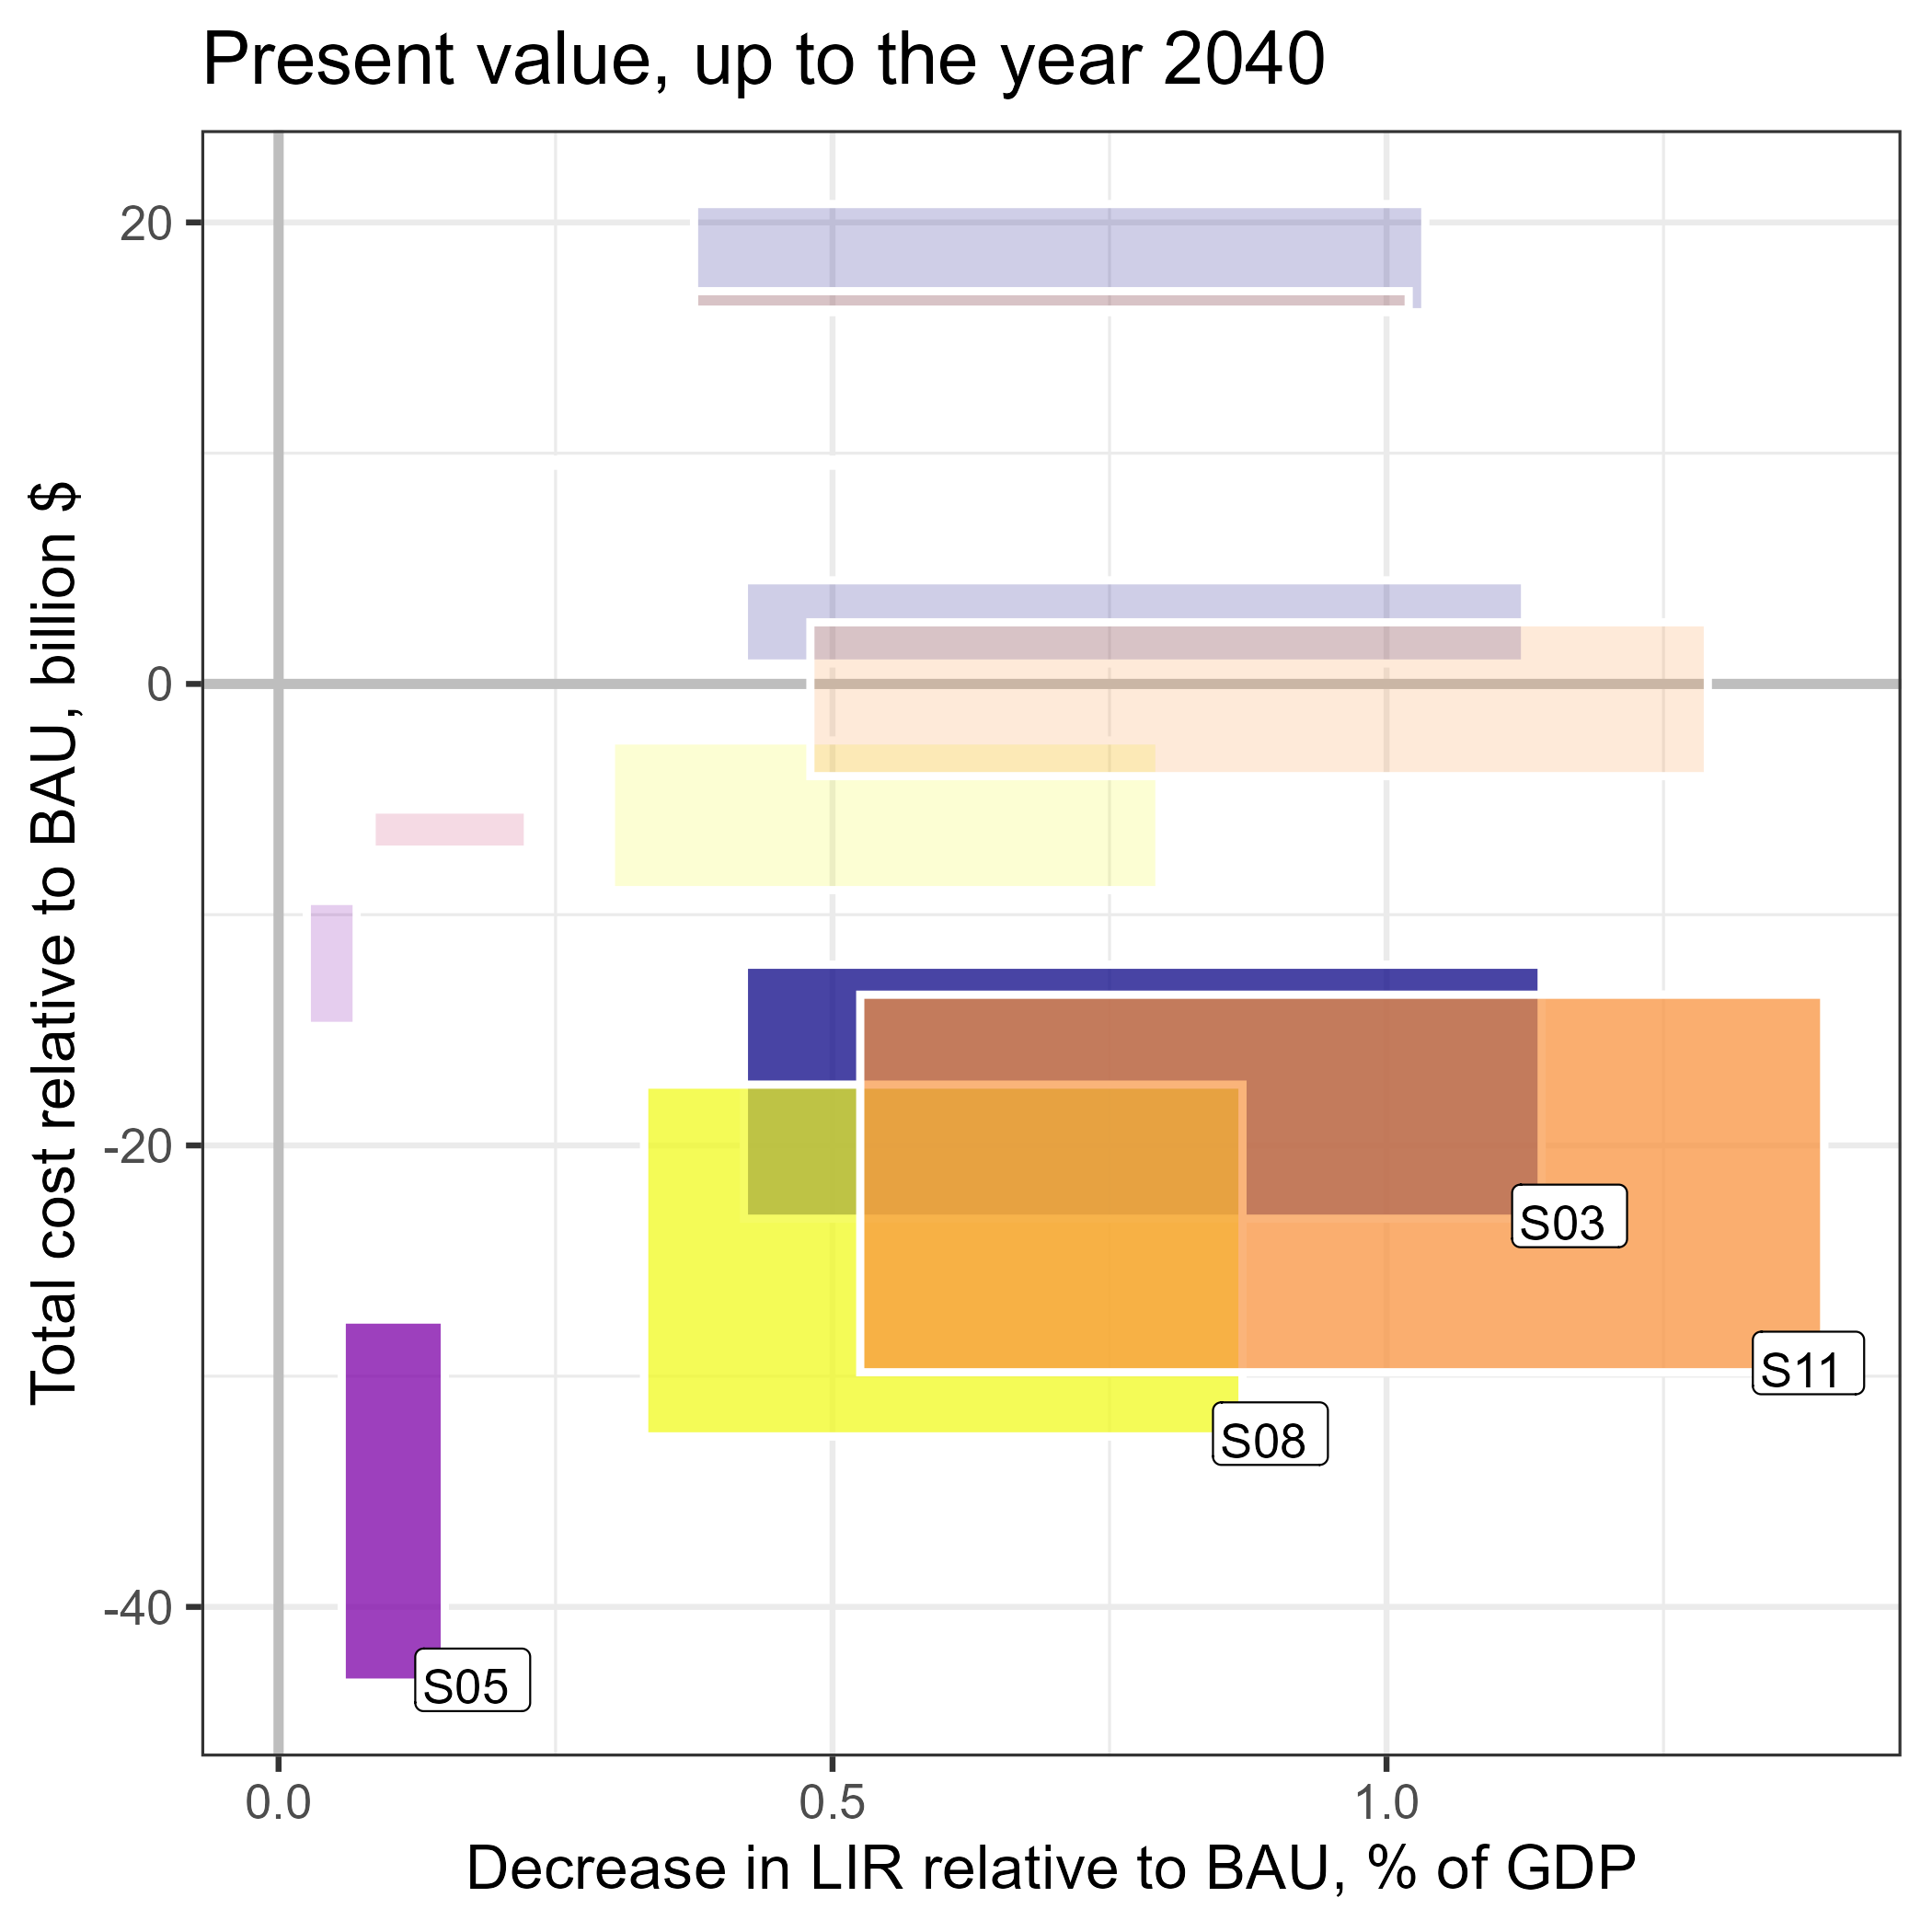 Present value, up to the year 2040
Total cost relative to BAU, billion $
20
0
-20
-40
S03
S11
S08
S05
0.0
0.5
1.0
Decrease in LIR relative to BAU, % of GDP